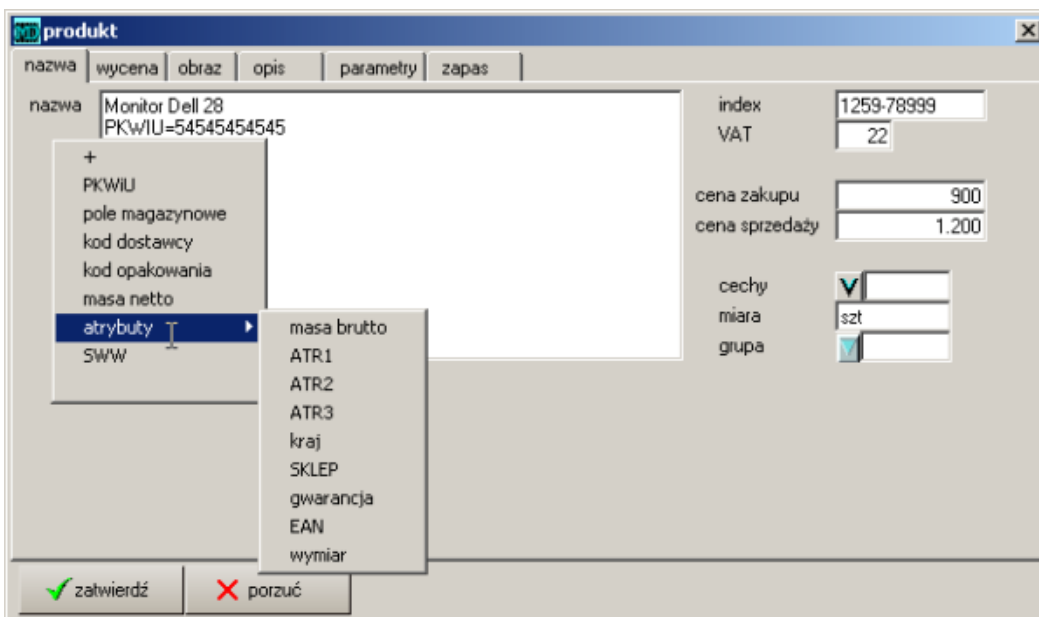 MD produkt
nazwa wycena obraz opis parametry zapas
nazwa
Monitor Dell 28
PKWIU=54545454545
index 1259-78999
VAT 22
cena zakupu 900
cena sprzedaży 1.200
cechy
miara szt
grupa
+
PKWiU
pole magazynowe
kod dostawcy
kod opakowania
masa netto
atrybuty
SWW
masa brutto
ATR1
ATR2
ATR3
kraj
SKLEP
gwarancja
EAN
wymiar
zatwierdź porzuć